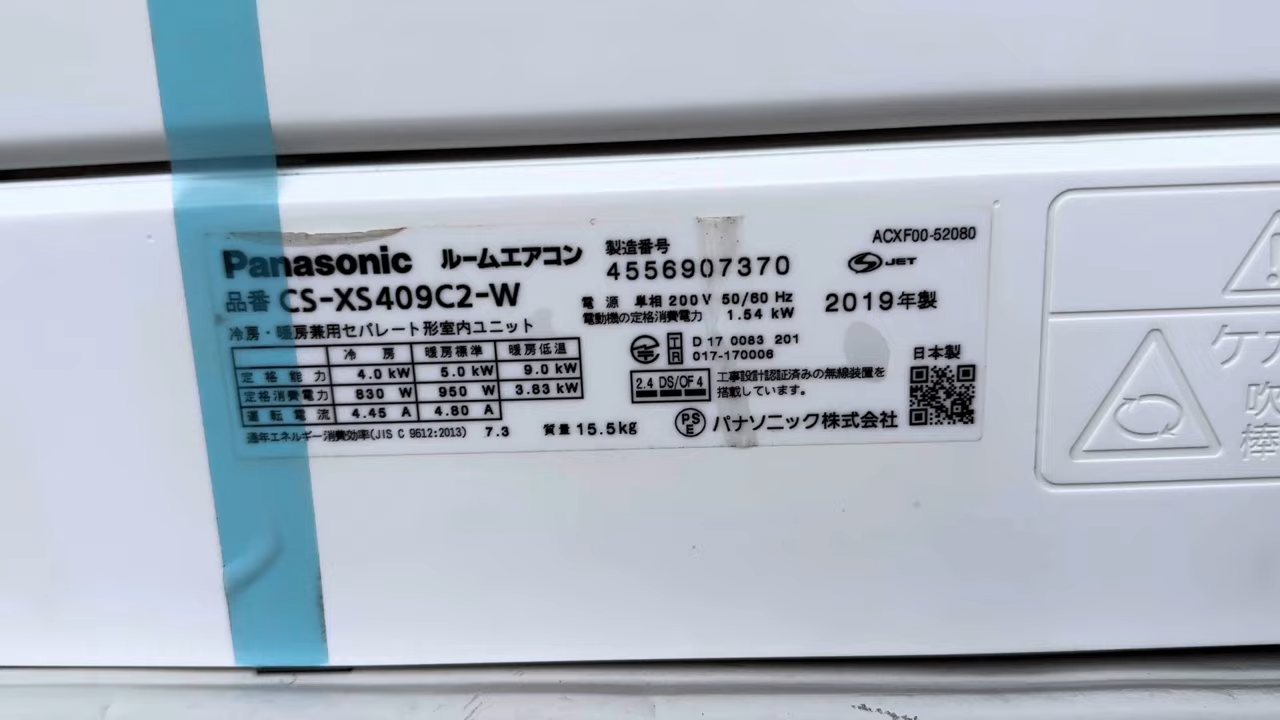 Panasonic ルームエアコン
品番 CS-XS409C2-W
冷房・暖房兼用セパレート形室内ユニット
冷房 暖房標準 暖房低温
定格能力 4.0 kW 5.0 kW 9.0 kW
定格消費電力 830 W 950 W 3.83 kW
運転電流 4.45 A 4.80 A
通年エネルギー消費効率(JIS C 9612:2013) 7.3 質量 15.5kg
製造番号
4556907370
ACXF00-52080
S JET
電源 単相 200V 50/60 Hz
電動機の定格消費電力 1.54 kW
2019年製
T D 17 0083 201
R 017-170006
2.4 DS/OF4
工事設計認証済みの無線装置を
搭載しています。
日本製
PSE パナソニック株式会社
ケア
吹
棒